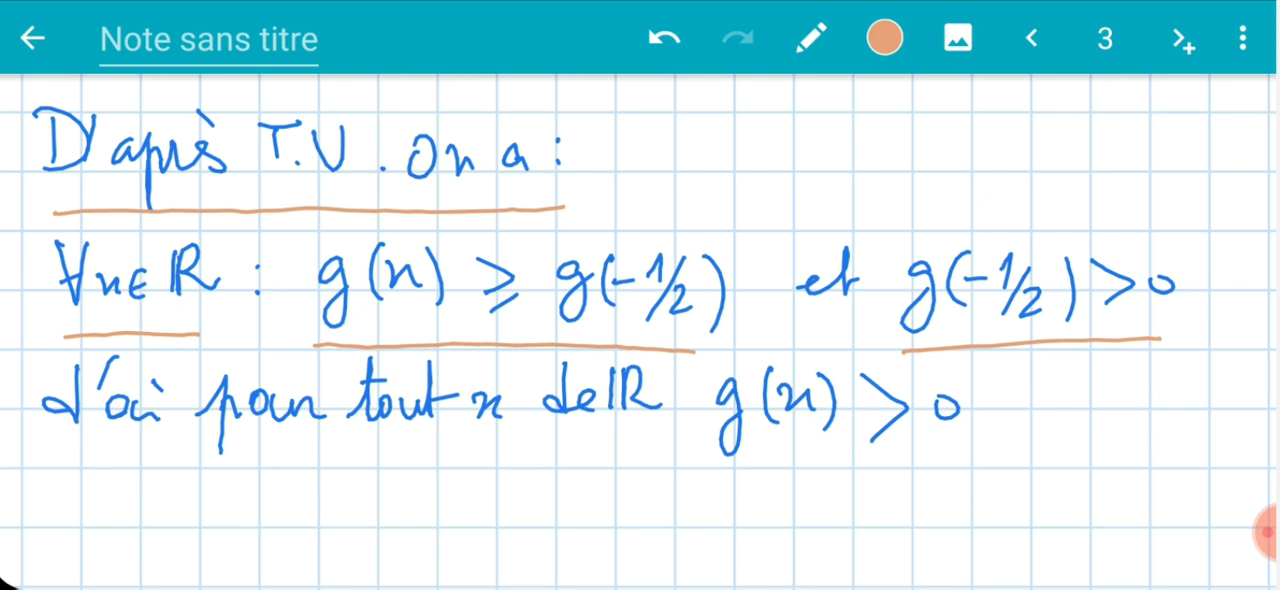 Note sans titre
3
D'après T.V. On a :
∀x∈ℝ : g(x) ⩾ g(-1/2) et g(-1/2) > 0
d'où pour tout x de ℝ g(x) > 0